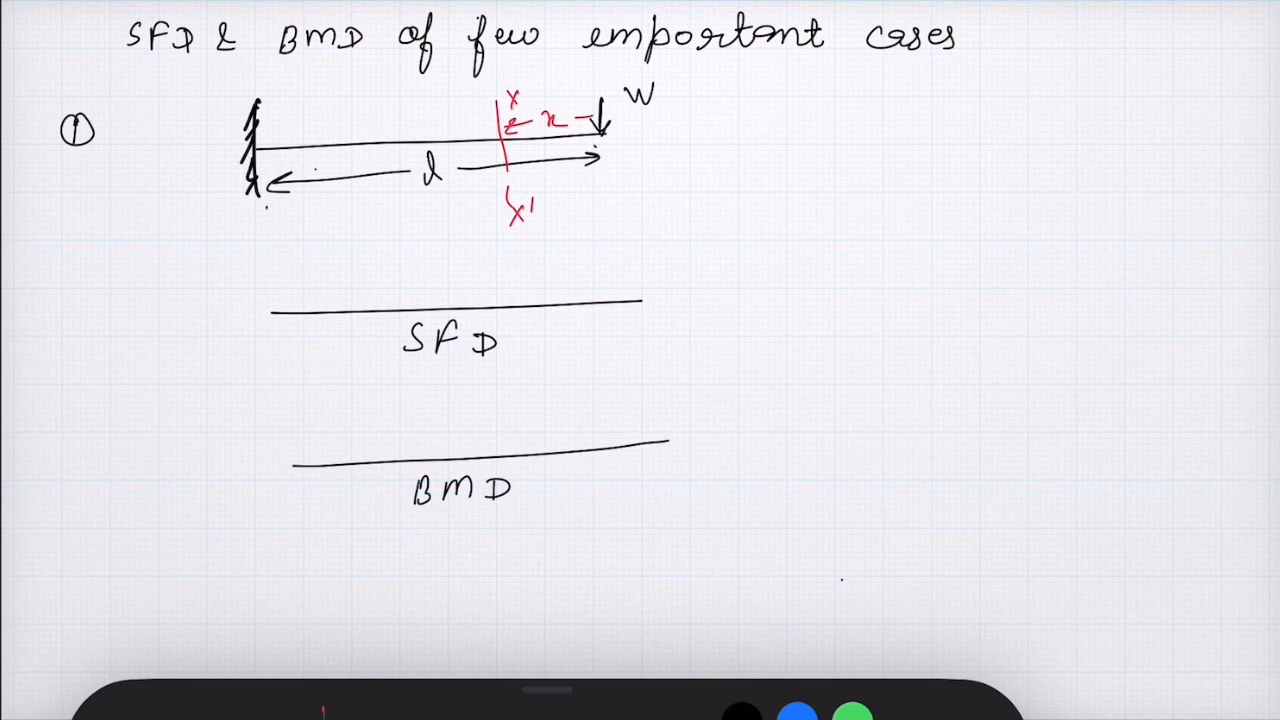 SFD & BMD of few emportant cases
① W
X
x
l
X'
SFD
BMD